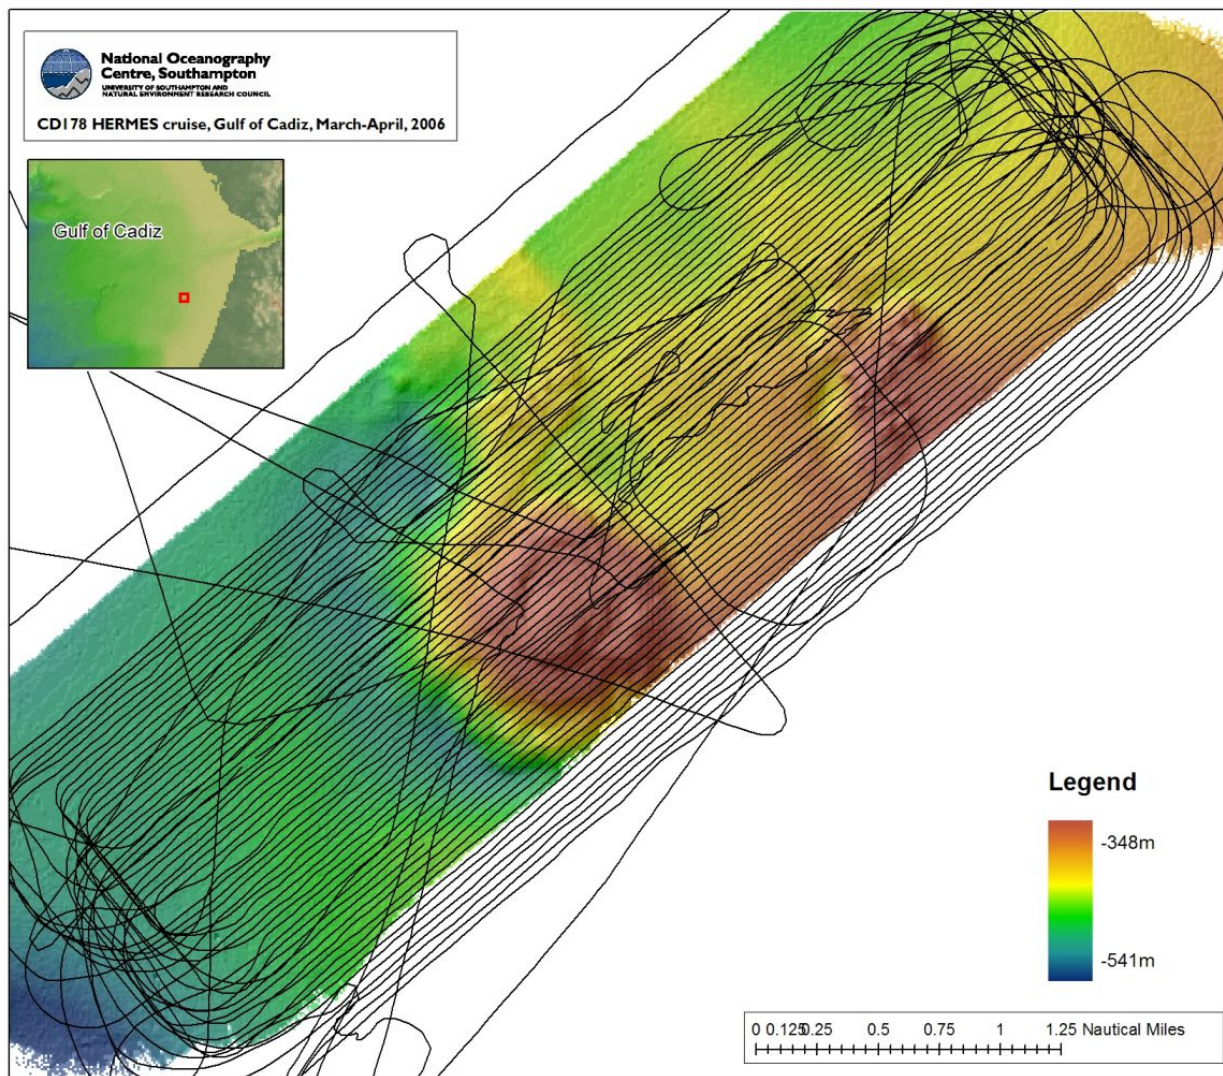 National Oceanography
Centre, Southampton
UNIVERSITY OF SOUTHAMPTON AND
NATURAL ENVIRONMENT RESEARCH COUNCIL
CD178 HERMES cruise, Gulf of Cadiz, March-April, 2006
Gulf of Cadiz
Legend
-348m
-541m
0 0.125 0.25 0.5 0.75 1 1.25 Nautical Miles